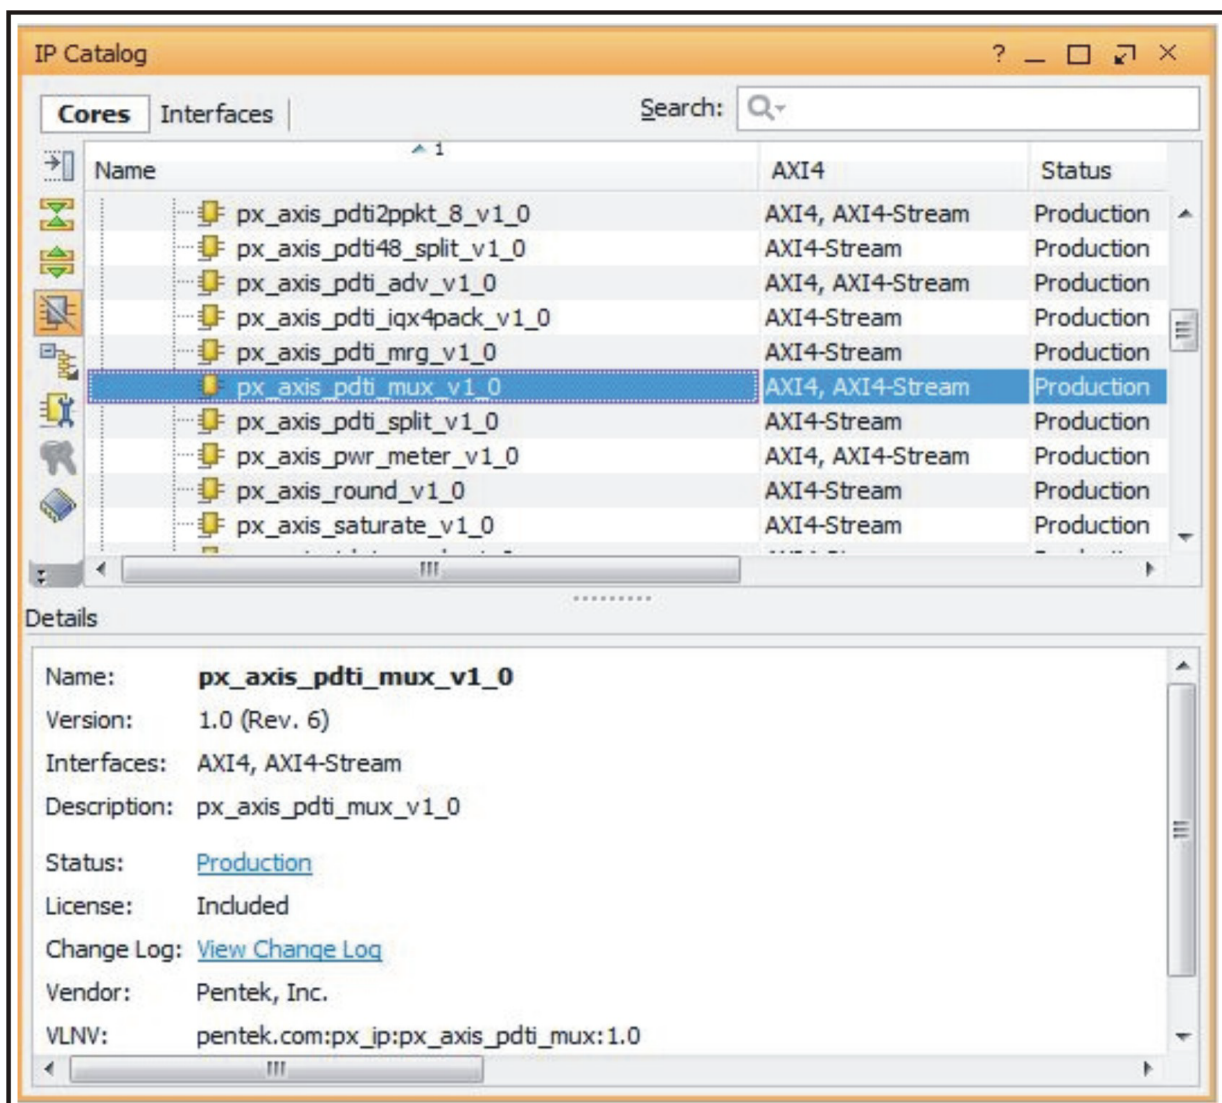 IP Catalog
Cores Interfaces Search:
Name 1 AXI4 Status
px_axis_pdti2ppkt_8_v1_0 AXI4, AXI4-Stream Production
px_axis_pdti48_split_v1_0 AXI4-Stream Production
px_axis_pdti_adv_v1_0 AXI4, AXI4-Stream Production
px_axis_pdti_iqx4pack_v1_0 AXI4-Stream Production
px_axis_pdti_mrg_v1_0 AXI4-Stream Production
px_axis_pdti_mux_v1_0 AXI4, AXI4-Stream Production
px_axis_pdti_split_v1_0 AXI4-Stream Production
px_axis_pwr_meter_v1_0 AXI4, AXI4-Stream Production
px_axis_round_v1_0 AXI4-Stream Production
px_axis_saturate_v1_0 AXI4-Stream Production
Details
Name: px_axis_pdti_mux_v1_0
Version: 1.0 (Rev. 6)
Interfaces: AXI4, AXI4-Stream
Description: px_axis_pdti_mux_v1_0
Status: Production
License: Included
Change Log: View Change Log
Vendor: Pentek, Inc.
VLNV: pentek.com:px_ip:px_axis_pdti_mux:1.0